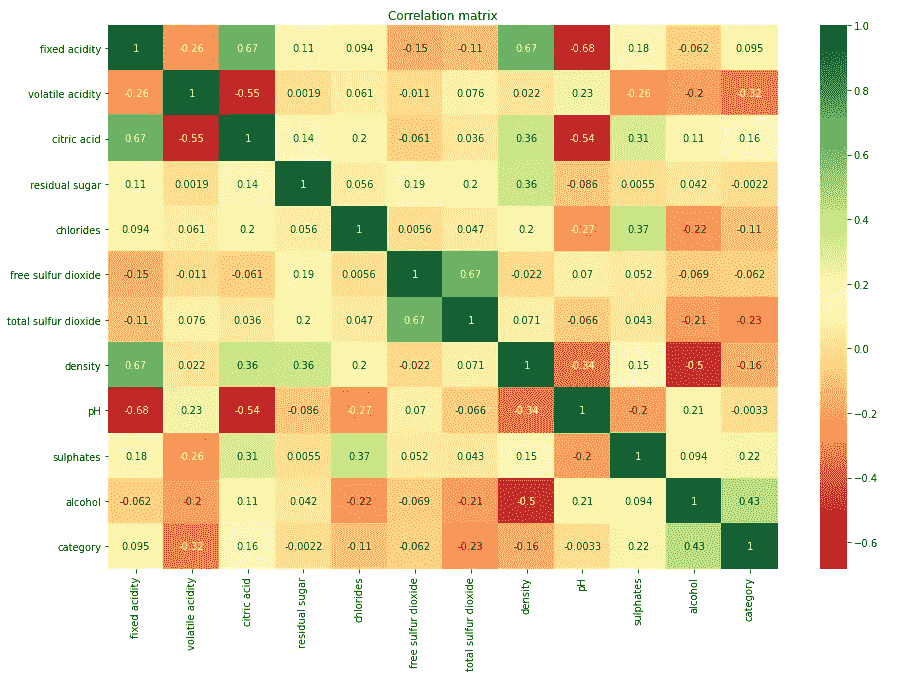 Correlation matrix
fixed acidity 1 -0.26 0.67 0.11 0.094 -0.15 -0.11 0.67 -0.68 0.18 -0.062 0.095
volatile acidity -0.26 1 -0.55 0.0019 0.061 -0.011 0.076 0.022 0.23 -0.26 -0.2 -0.32
citric acid 0.67 -0.55 1 0.14 0.2 -0.061 0.036 0.36 -0.54 0.31 0.11 0.16
residual sugar 0.11 0.0019 0.14 1 0.056 0.19 0.2 0.36 -0.086 0.0055 0.042 -0.0022
chlorides 0.094 0.061 0.2 0.056 1 0.0056 0.047 0.2 -0.27 0.37 -0.22 -0.11
free sulfur dioxide -0.15 -0.011 -0.061 0.19 0.0056 1 0.67 -0.022 0.07 0.052 -0.069 -0.062
total sulfur dioxide -0.11 0.076 0.036 0.2 0.047 0.67 1 0.071 -0.066 0.043 -0.21 -0.23
density 0.67 0.022 0.36 0.36 0.2 -0.022 0.071 1 -0.34 0.15 -0.5 -0.16
pH -0.68 0.23 -0.54 -0.086 -0.27 0.07 -0.066 -0.34 1 -0.2 0.21 -0.0033
sulphates 0.18 -0.26 0.31 0.0055 0.37 0.052 0.043 0.15 -0.2 1 0.094 0.22
alcohol -0.062 -0.2 0.11 0.042 -0.22 -0.069 -0.21 -0.5 0.21 0.094 1 0.43
category 0.095 -0.32 0.16 -0.0022 -0.11 -0.062 -0.23 -0.16 -0.0033 0.22 0.43 1
fixed acidity
volatile acidity
citric acid
residual sugar
chlorides
free sulfur dioxide
total sulfur dioxide
density
pH
sulphates
alcohol
category
1.0
0.8
0.6
0.4
0.2
0.0
−0.2
−0.4
−0.6